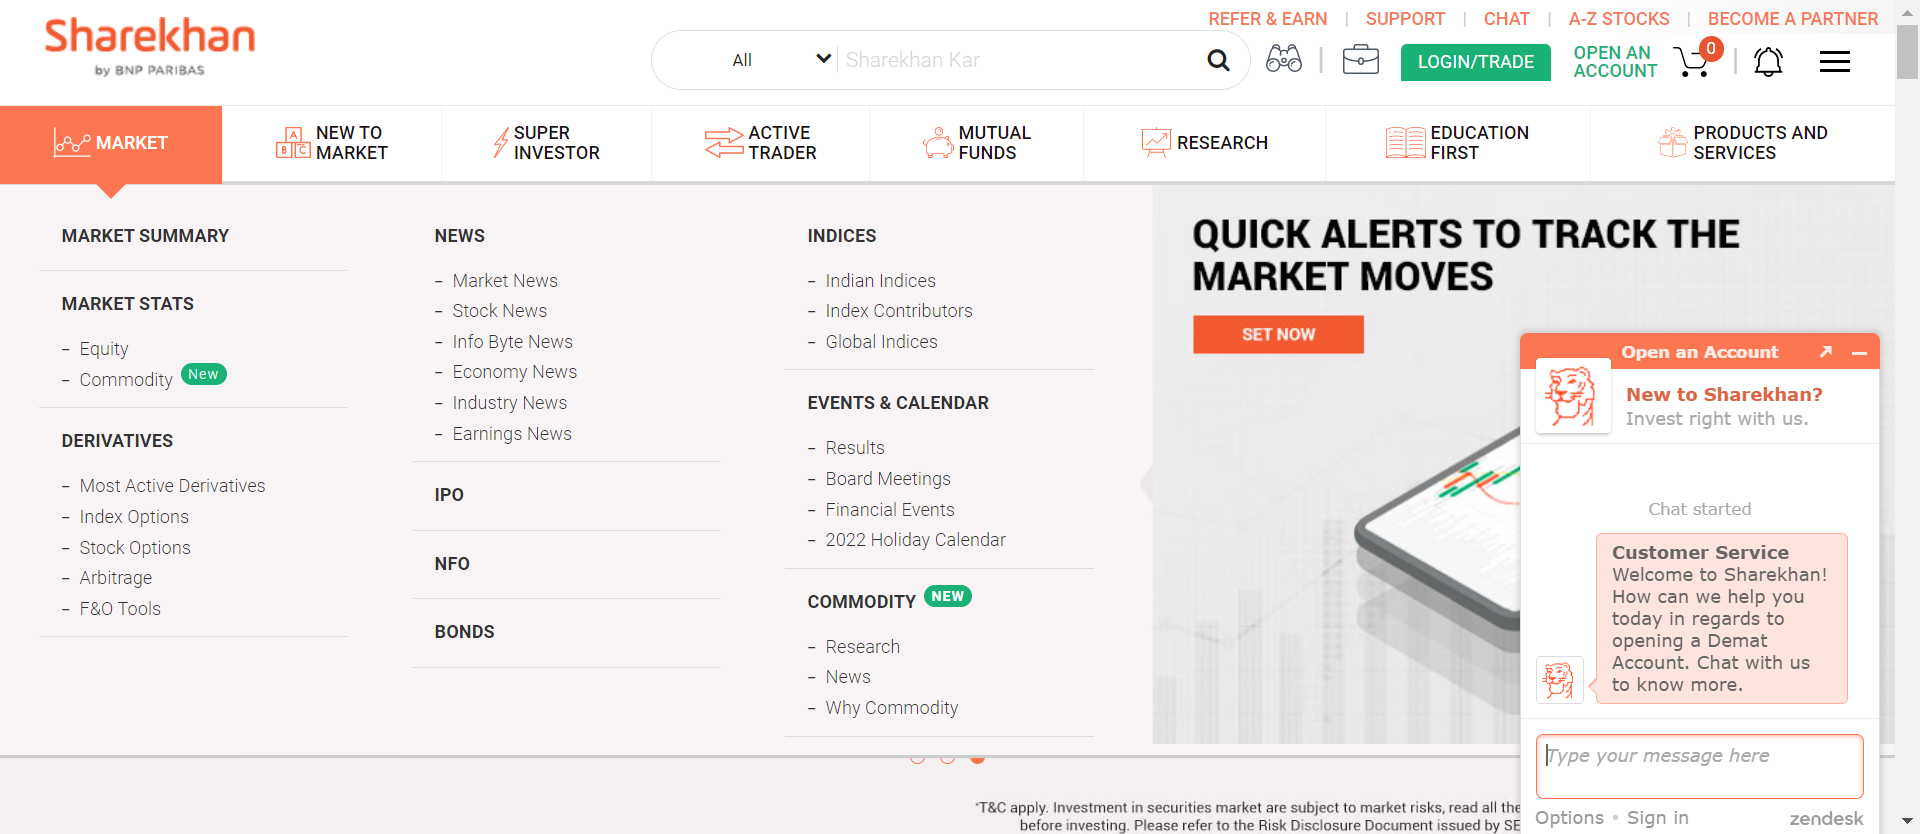 REFER & EARN | SUPPORT | CHAT | A-Z STOCKS | BECOME A PARTNER
Sharekhan
by BNP PARIBAS
All
Sharekhan Kar
LOGIN/TRADE
OPEN AN
ACCOUNT
0
MARKET
A B C
NEW TO
MARKET
SUPER
INVESTOR
ACTIVE
TRADER
MUTUAL
FUNDS
RESEARCH
EDUCATION
FIRST
PRODUCTS AND
SERVICES
MARKET SUMMARY
MARKET STATS
- Equity
- Commodity New
DERIVATIVES
- Most Active Derivatives
- Index Options
- Stock Options
- Arbitrage
- F&O Tools
NEWS
- Market News
- Stock News
- Info Byte News
- Economy News
- Industry News
- Earnings News
IPO
NFO
BONDS
INDICES
- Indian Indices
- Index Contributors
- Global Indices
EVENTS & CALENDAR
- Results
- Board Meetings
- Financial Events
- 2022 Holiday Calendar
COMMODITY NEW
- Research
- News
- Why Commodity
QUICK ALERTS TO TRACK THE
MARKET MOVES
SET NOW
Open an Account
New to Sharekhan?
Invest right with us.
Chat started
Customer Service
Welcome to Sharekhan!
How can we help you
today in regards to
opening a Demat
Account. Chat with us
to know more.
Type your message here
Options • Sign in
zendesk
*T&C apply. Investment in securities market are subject to market risks, read all the
before investing. Please refer to the Risk Disclosure Document issued by SE